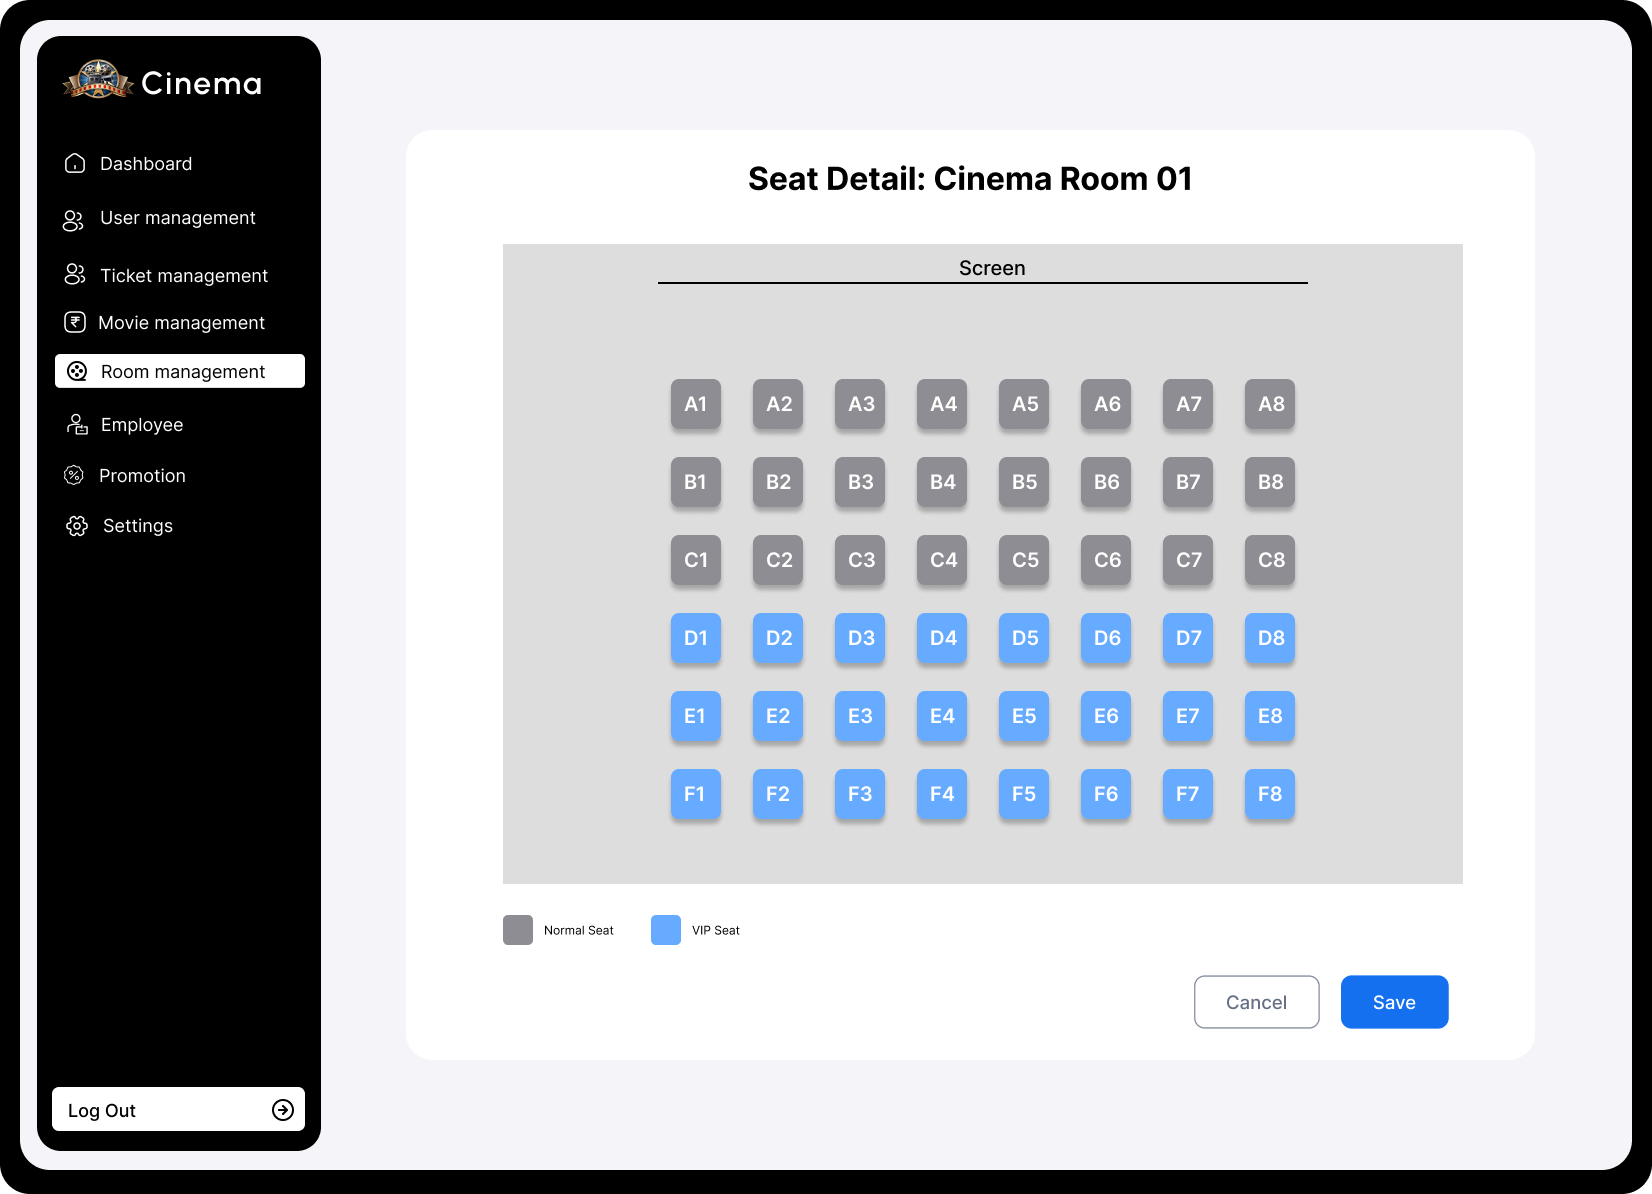 Cinema
Dashboard
User management
Ticket management
Movie management
Room management
Employee
Promotion
Settings
Log Out
Seat Detail: Cinema Room 01
Screen
A1 A2 A3 A4 A5 A6 A7 A8
B1 B2 B3 B4 B5 B6 B7 B8
C1 C2 C3 C4 C5 C6 C7 C8
D1 D2 D3 D4 D5 D6 D7 D8
E1 E2 E3 E4 E5 E6 E7 E8
F1 F2 F3 F4 F5 F6 F7 F8
Normal Seat VIP Seat
Cancel Save